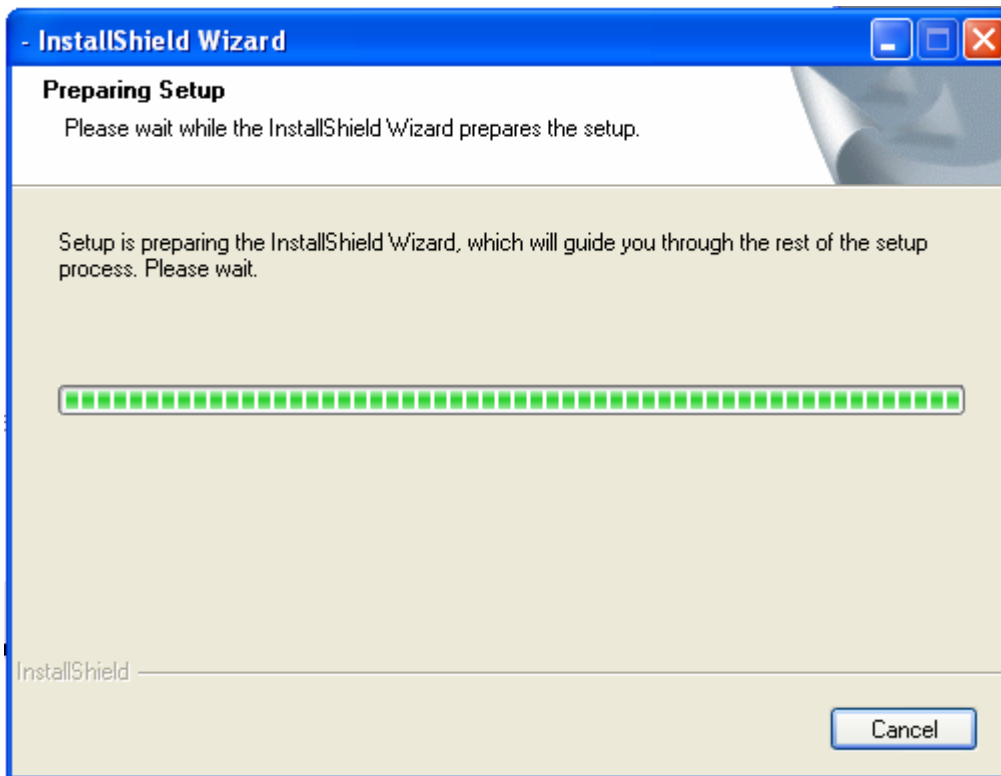 - InstallShield Wizard
Preparing Setup
Please wait while the InstallShield Wizard prepares the setup.
Setup is preparing the InstallShield Wizard, which will guide you through the rest of the setup
process. Please wait.
InstallShield
Cancel